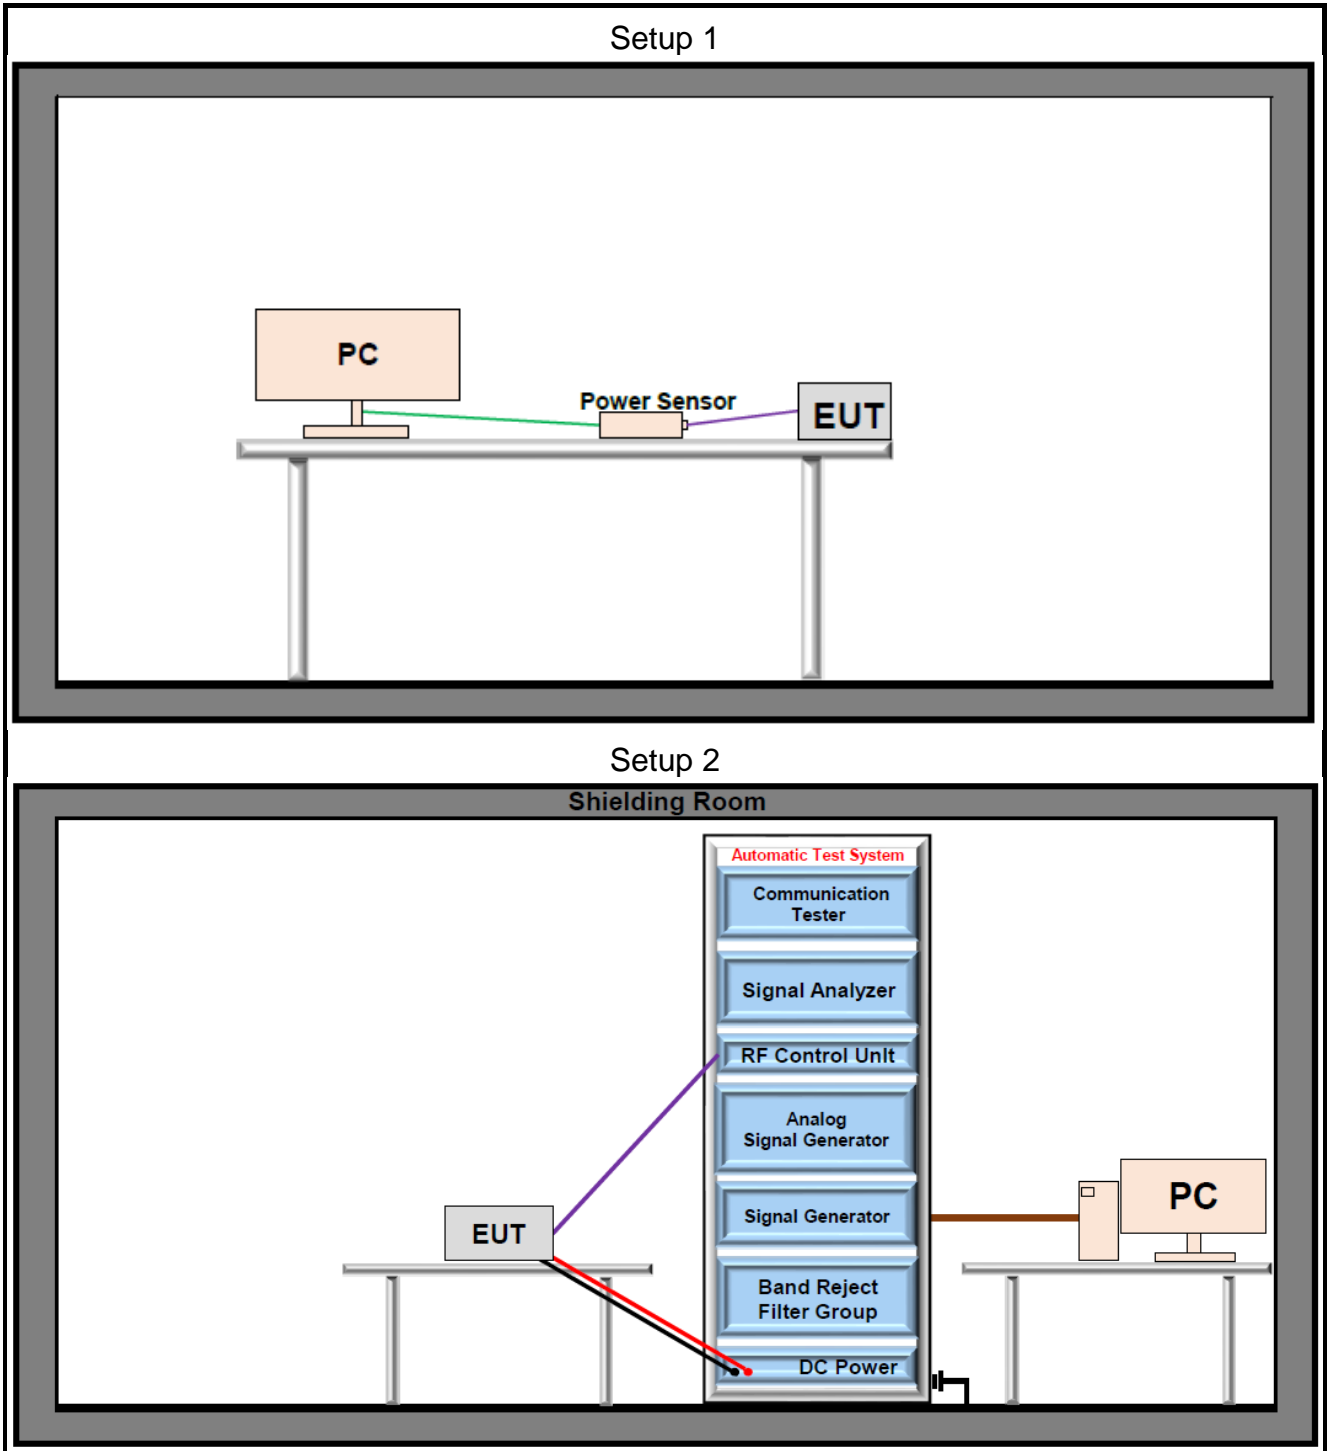 Setup 1
PC
Power Sensor
EUT
Setup 2
Shielding Room
Automatic Test System
Communication
Tester
Signal Analyzer
RF Control UnIt
Analog
Signal Generator
Signal Generator
Band Reject
Filter Group
DC Power
EUT
PC